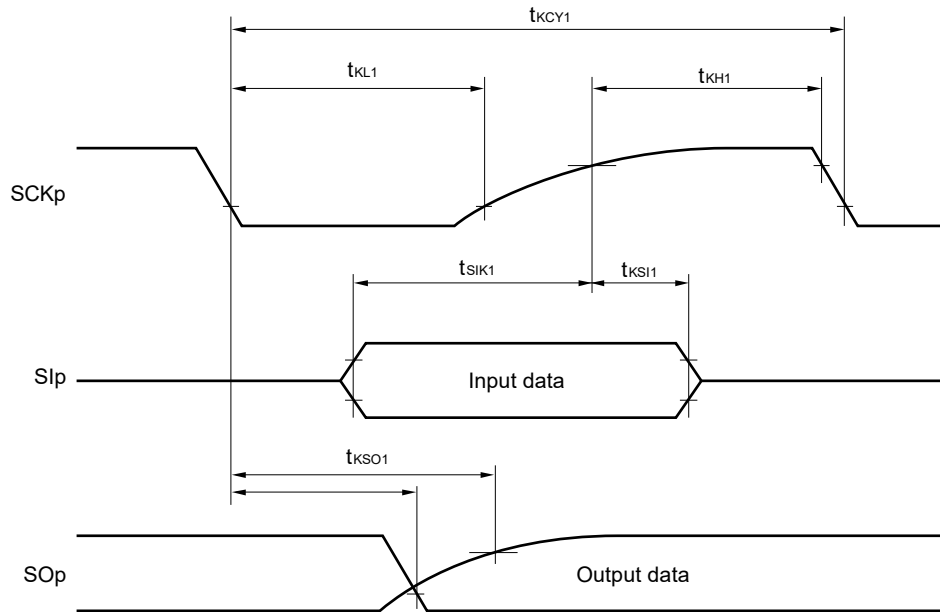 tKCY1
tKL1
tKH1
SCKp
tSIK1
tKSI1
SIp
Input data
tKSO1
SOp
Output data